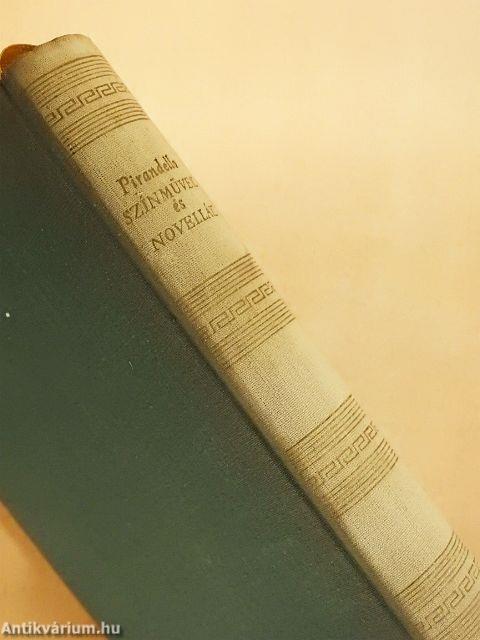 Pirandello
SZÍNMŰVEK
és
NOVELLÁK
Antikvárium.hu